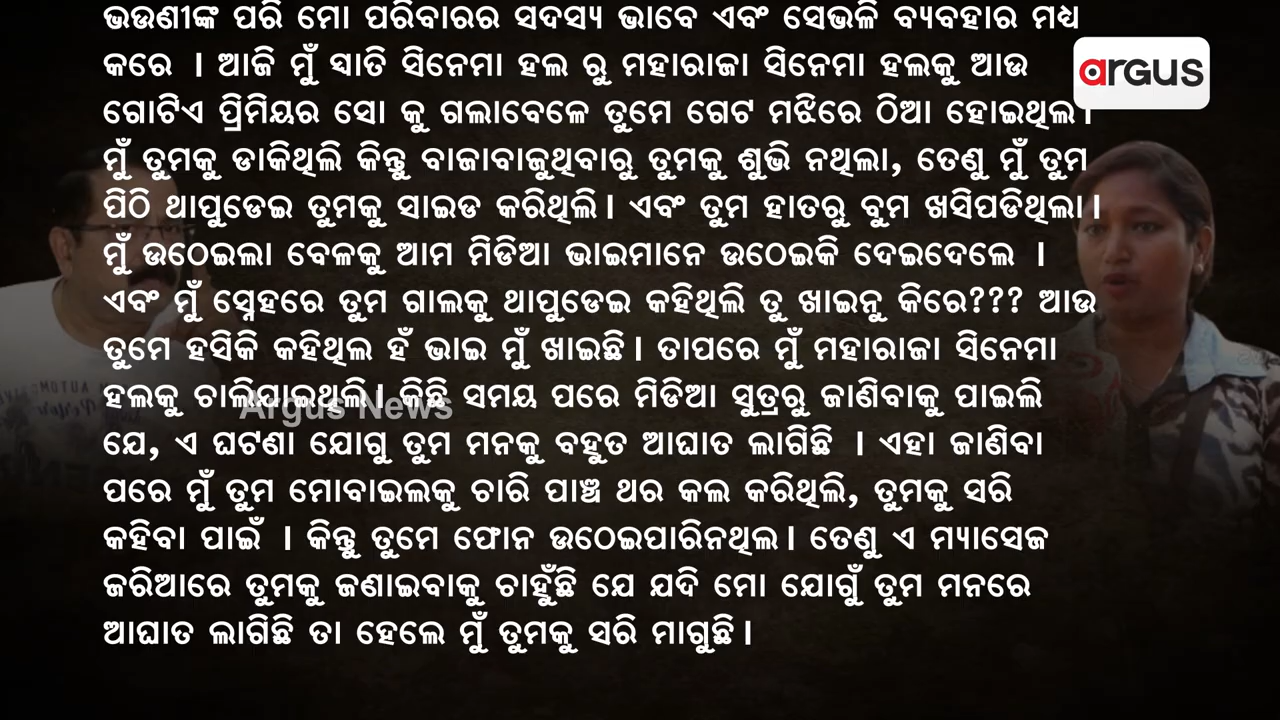 ଭଉଣୀଙ୍କ ପରି ମୋ ପରିବାରର ସଦସ୍ୟ ଭାବେ ଏବଂ ସେଭଳି ବ୍ୟବହାର ମଧ୍ୟ
କରେ । ଆଜି ମୁଁ ସ୍ଵାତି ସିନେମା ହଲ ରୁ ମହାରାଜା ସିନେମା ହଲକୁ ଆଉ
argus
ଗୋଟିଏ ପ୍ରିମିୟର ସୋ କୁ ଗଲାବେଳେ ତୁମେ ଗେଟ ମଝିରେ ଠିଆ ହୋଇଥିଲ।
ମୁଁ ତୁମକୁ ଡାକିଥିଲି କିନ୍ତୁ ବାଜାବାଜୁଥିବାରୁ ତୁମକୁ ଶୁଭି ନଥିଲା, ତେଣୁ ମୁଁ ତୁମ
ପିଠି ଥାପୁଡେଇ ତୁମକୁ ସାଇଡ କରିଥିଲି। ଏବଂ ତୁମ ହାତରୁ ବୁମ ଖସିପଡିଥିଲା।
ମୁଁ ଉଠେଇଲା ବେଳକୁ ଆମ ମିଡିଆ ଭାଇମାନେ ଉଠେଇକି ଦେଇଦେଲେ ।
ଏବଂ ମୁଁ ସ୍ନେହରେ ତୁମ ଗାଲକୁ ଥାପୁଡେଇ କହିଥିଲି ତୁ ଖାଇନୁ କିରେ??? ଆଉ
ତୁମେ ହସିକି କହିଥିଲ ହଁ ଭାଇ ମୁଁ ଖାଇଛି। ତାପରେ ମୁଁ ମହାରାଜା ସିନେମା
ହଲକୁ ଚାଲିଯାଇଥିଲି। କିଛି ସମୟ ପରେ ମିଡିଆ ସୁତ୍ରରୁ ଜାଣିବାକୁ ପାଇଲି
Argus News
ଯେ, ଏ ଘଟଣା ଯୋଗୁ ତୁମ ମନକୁ ବହୁତ ଆଘାତ ଲାଗିଛି । ଏହା ଜାଣିବା
ପରେ ମୁଁ ତୁମ ମୋବାଇଲକୁ ଚାରି ପାଞ୍ଚ ଥର କଲ କରିଥିଲି, ତୁମକୁ ସରି
କହିବା ପାଇଁ । କିନ୍ତୁ ତୁମେ ଫୋନ ଉଠେଇପାରିନଥିଲ। ତେଣୁ ଏ ମ୍ୟାସେଜ
ଜରିଆରେ ତୁମକୁ ଜଣାଇବାକୁ ଚାହୁଁଛି ଯେ ଯଦି ମୋ ଯୋଗୁଁ ତୁମ ମନରେ
ଆଘାତ ଲାଗିଛି ତା ହେଲେ ମୁଁ ତୁମକୁ ସରି ମାଗୁଛି।